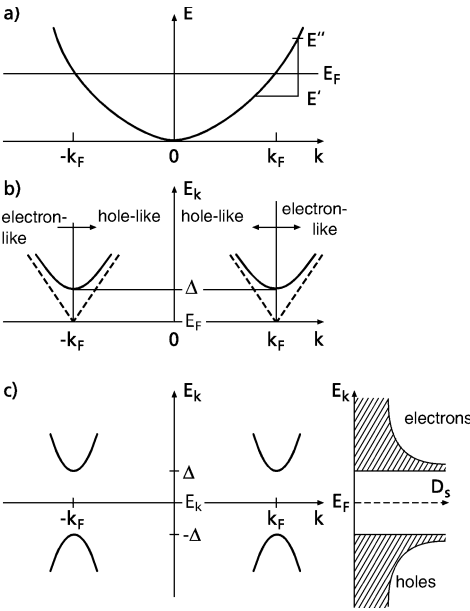 a)
E
E''
E_F
E'
-k_F 0 k_F k
b)
E_k
electron-like hole-like hole-like electron-like
Δ
E_F
-k_F 0 k_F k
c)
E_k E_k
electrons
Δ
E_k E_F D_s
-k_F k_F k
-Δ
holes